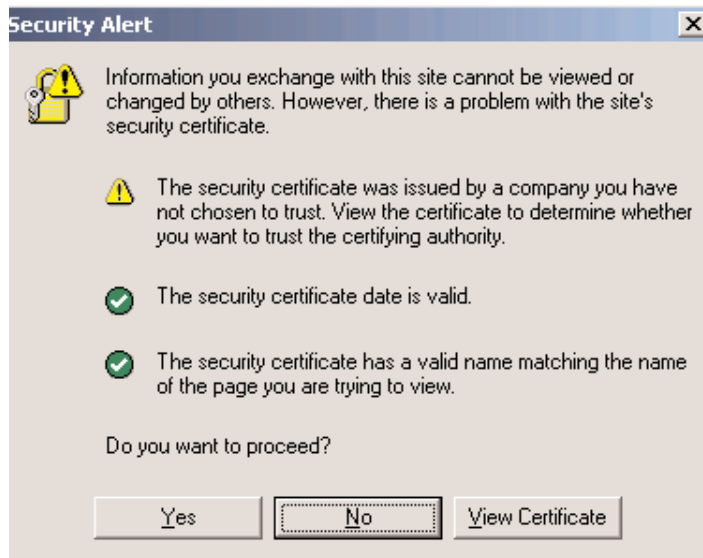 Security Alert
Information you exchange with this site cannot be viewed or
changed by others. However, there is a problem with the site's
security certificate.
The security certificate was issued by a company you have
not chosen to trust. View the certificate to determine whether
you want to trust the certifying authority.
The security certificate date is valid.
The security certificate has a valid name matching the name
of the page you are trying to view.
Do you want to proceed?
Yes No View Certificate